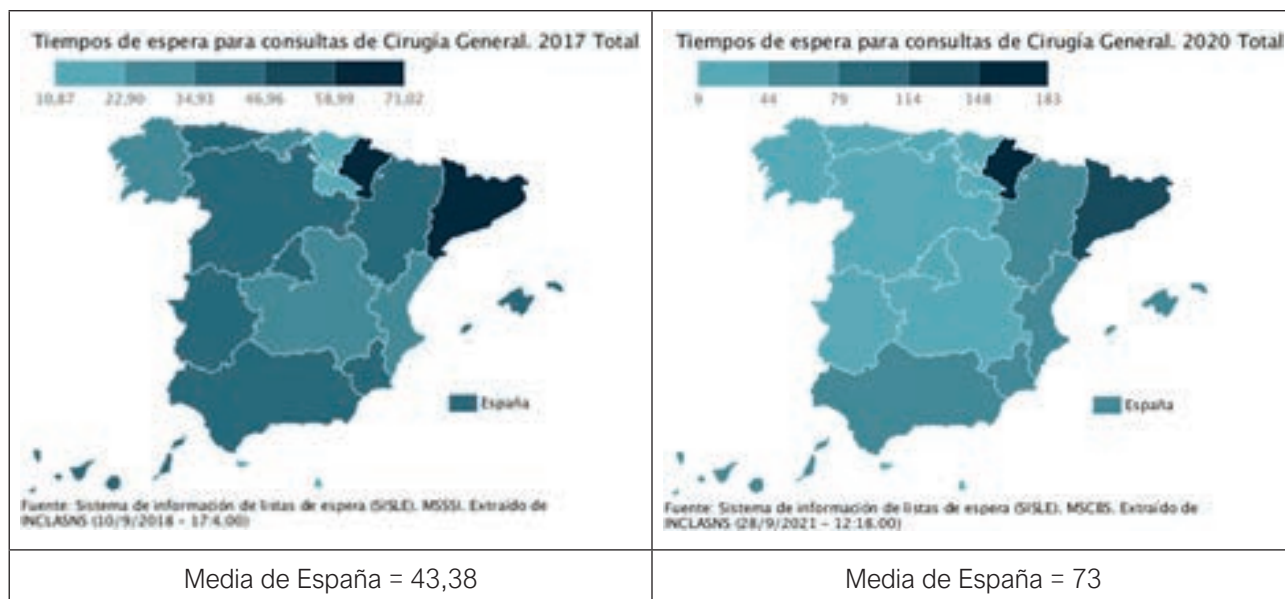 Tiempos de espera para consultas de Cirugía General. 2017 Total
10,87 22,90 34,93 46,96 58,99 71,02
España
Fuente: Sistema de información de listas de espera (SISLE). MSSSI. Extraído de
INCLASNS (10/9/2018 - 17:4.00)
Media de España = 43,38
Tiempos de espera para consultas de Cirugía General. 2020 Total
9 44 79 114 148 183
España
Fuente: Sistema de información de listas de espera (SISLE). MSCBS. Extraído de
INCLASNS (28/9/2021 - 12:18.00)
Media de España = 73